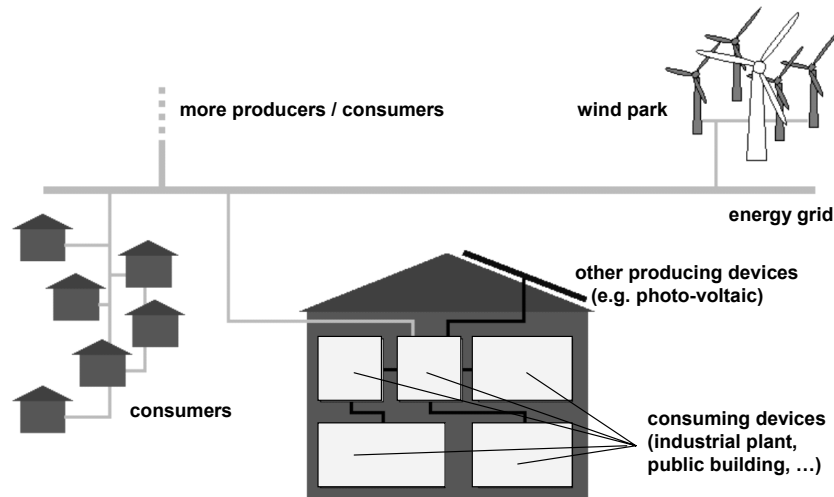 more producers / consumers
wind park
energy grid
other producing devices
(e.g. photo-voltaic)
consumers
consuming devices
(industrial plant,
public building, …)